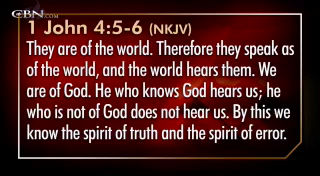 CBN.COM
1 John 4:5-6 (NKJV)
They are of the world. Therefore they speak as
of the world, and the world hears them. We
are of God. He who knows God hears us; he
who is not of God does not hear us. By this we
know the spirit of truth and the spirit of error.